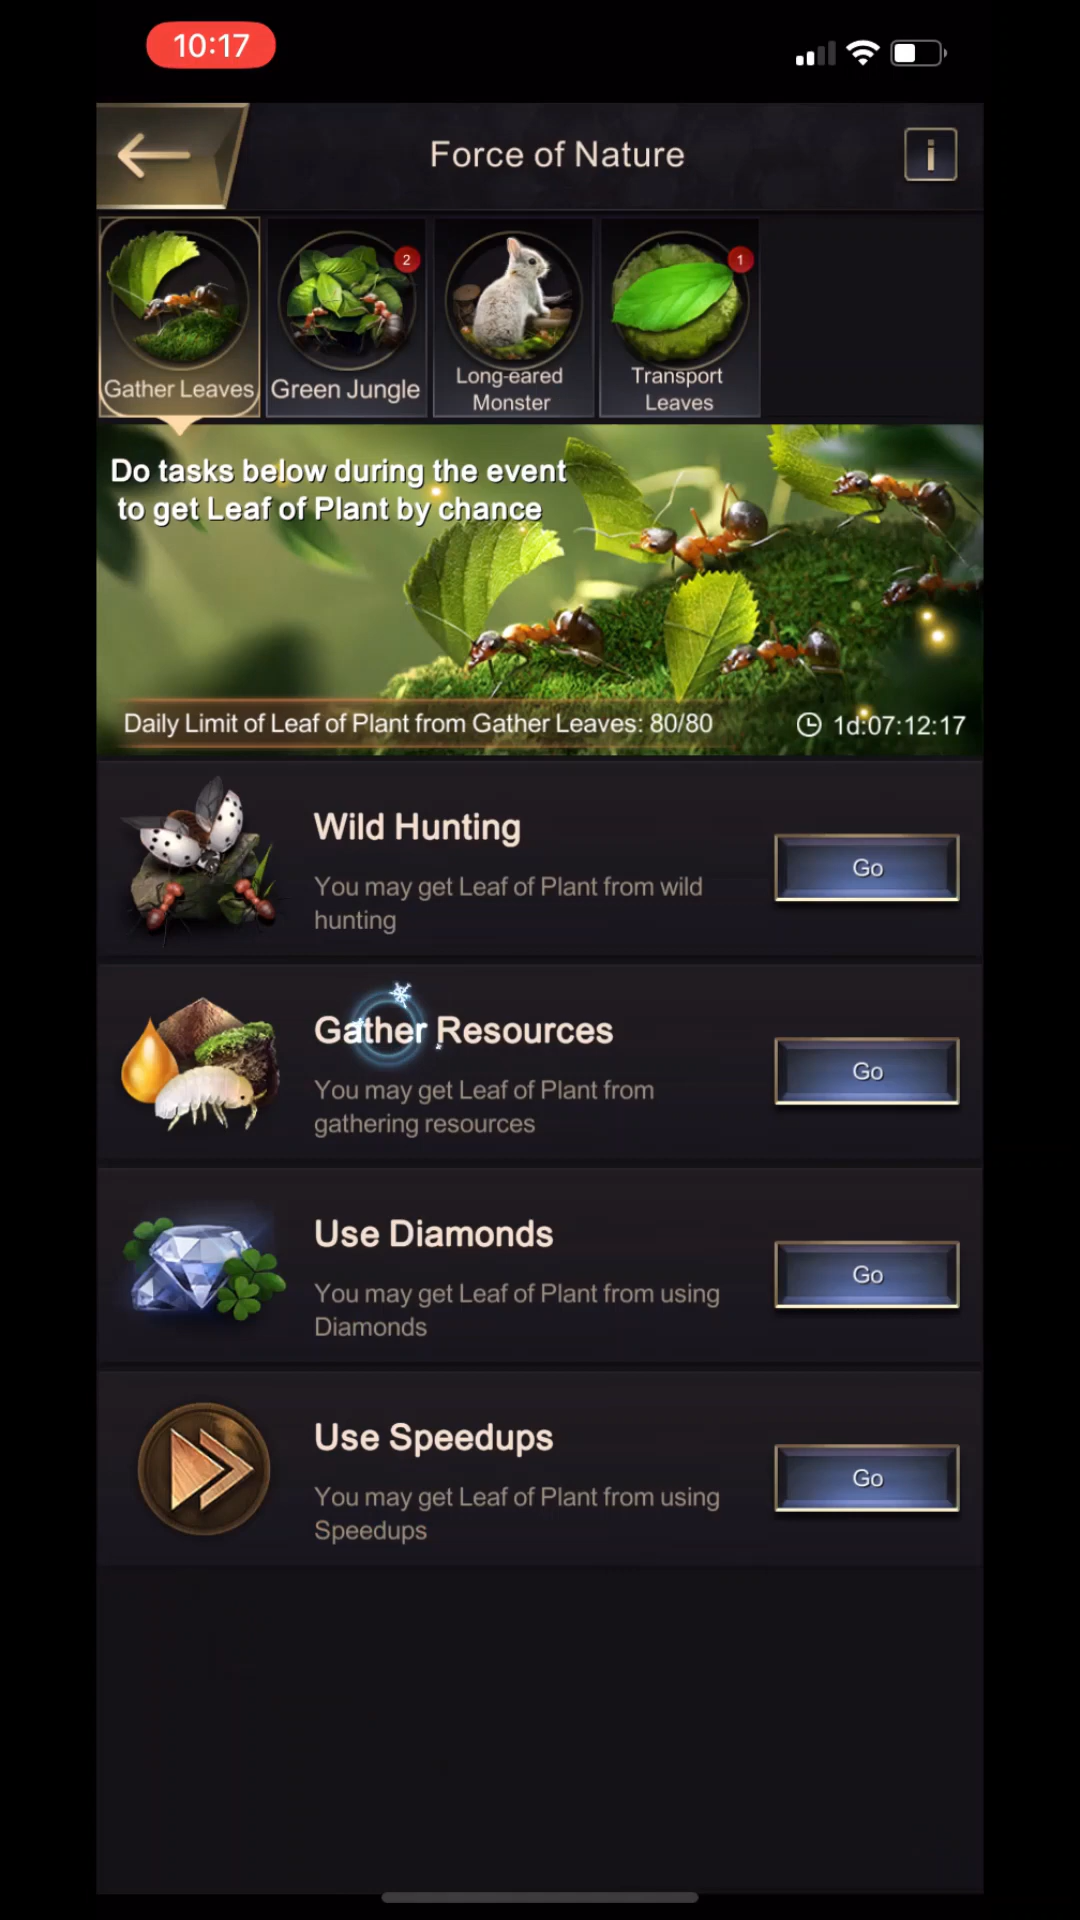 10:17
Force of Nature
i
2
1
Gather Leaves
Green Jungle
Long-eared
Monster
Transport
Leaves
Do tasks below during the event
to get Leaf of Plant by chance
Daily Limit of Leaf of Plant from Gather Leaves: 80/80
1d:07:12:17
Wild Hunting
You may get Leaf of Plant from wild
hunting
Go
Gather Resources
You may get Leaf of Plant from
gathering resources
Go
Use Diamonds
You may get Leaf of Plant from using
Diamonds
Go
Use Speedups
You may get Leaf of Plant from using
Speedups
Go